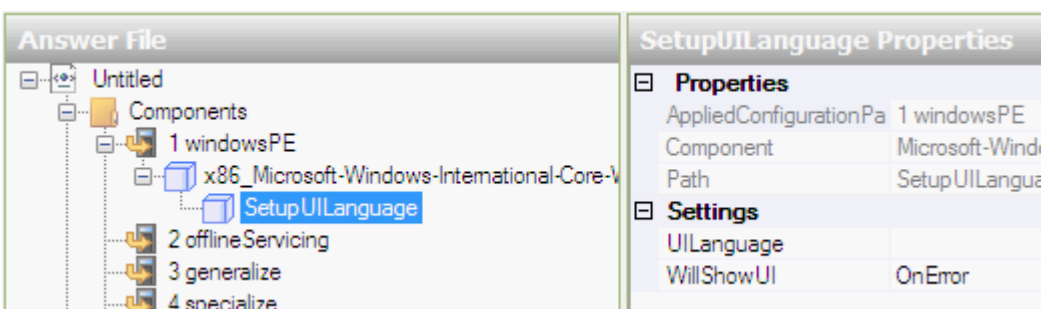 Answer File
Untitled
Components
1 windowsPE
x86_Microsoft-Windows-International-Core-
SetupUILanguage
2 offlineServicing
3 generalize
4 specialize
SetupUILanguage Properties
Properties
AppliedConfigurationPa 1 windowsPE
Component Microsoft-Wind
Path SetupUILangua
Settings
UILanguage
WillShowUI OnError